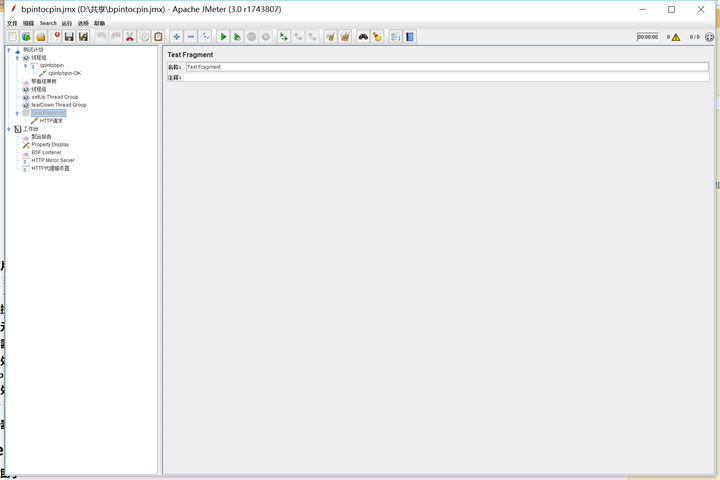 bpintocpin.jmx (D:\共享\bpintocpin.jmx) - Apache JMeter (3.0 r1743807)
文件 编辑 Search 运行 选项 帮助
00:00:00 0 0 / 0
测试计划
线程组
cpintobpin
cpintobpin-OK
察看结果树
线程组
setUp Thread Group
tearDown Thread Group
Test Fragment
HTTP请求
工作台
聚合报告
Property Display
BSF Listener
HTTP Mirror Server
HTTP代理服务器
Test Fragment
名称: Test Fragment
注释: